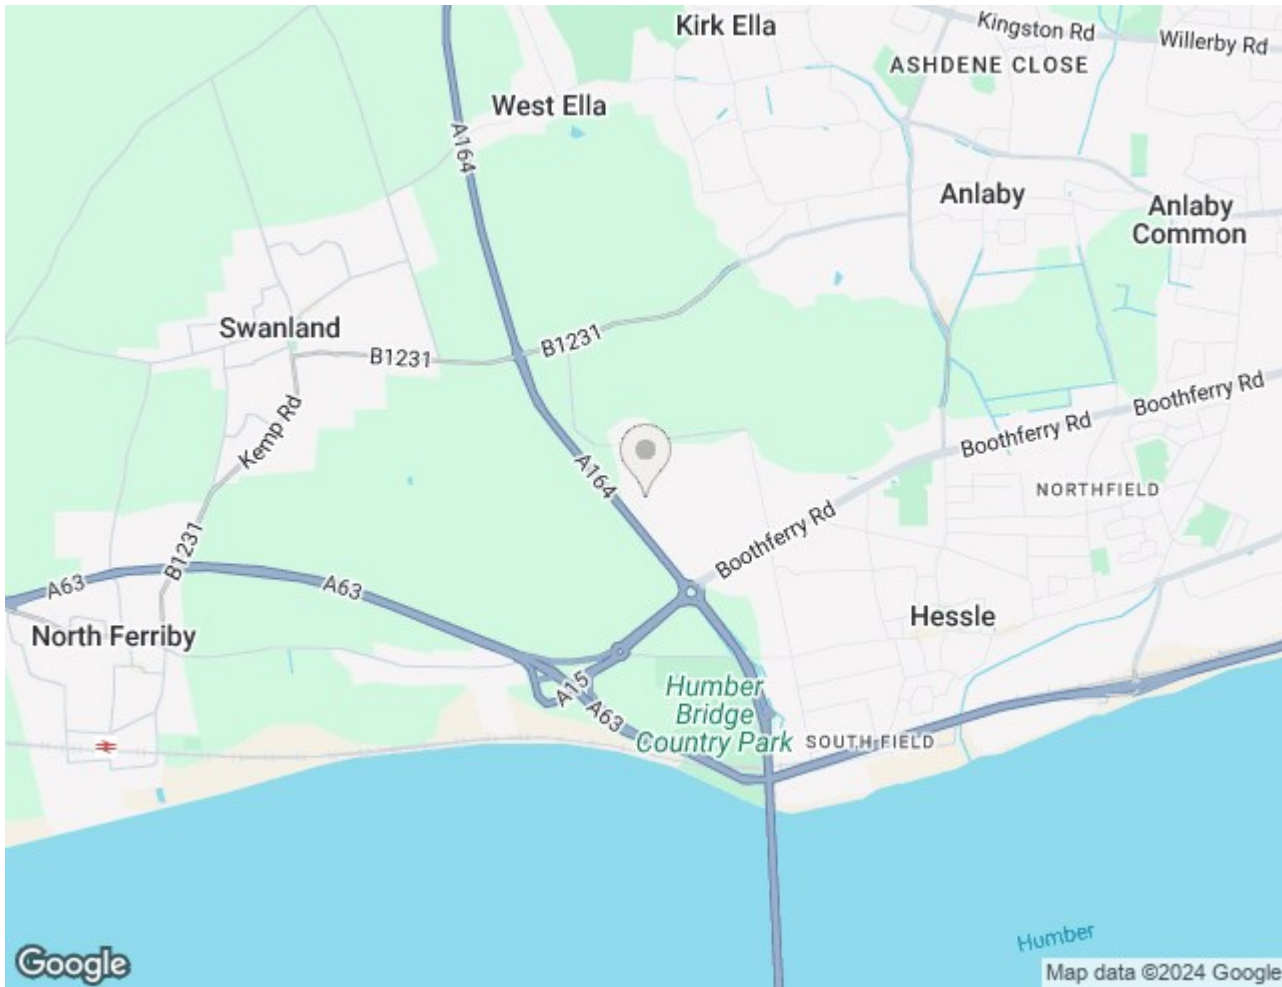 Kirk Ella
Kingston Rd
Willerby Rd
ASHDENE CLOSE
West Ella
A164
Anlaby
Anlaby
Common
Swanland
B1231
B1231
Kemp Rd
Boothferry Rd
Boothferry Rd
A164
NORTHFIELD
Boothferry Rd
B1231
A63
A63
North Ferriby
Hessle
A15
A63
Humber
Bridge
Country Park
SOUTH FIELD
Humber
Google
Map data ©2024 Google